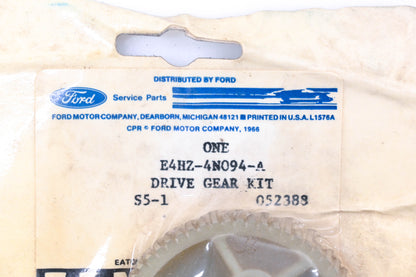 DISTRIBUTED BY FORD
Ford Service Parts
FORD MOTOR COMPANY, DEARBORN, MICHIGAN 48121 ■ PRINTED IN U.S.A. L1576A
CPR © FORD MOTOR COMPANY, 1966
ONE
E4HZ-4N094-A
DRIVE GEAR KIT
S5-1 052388